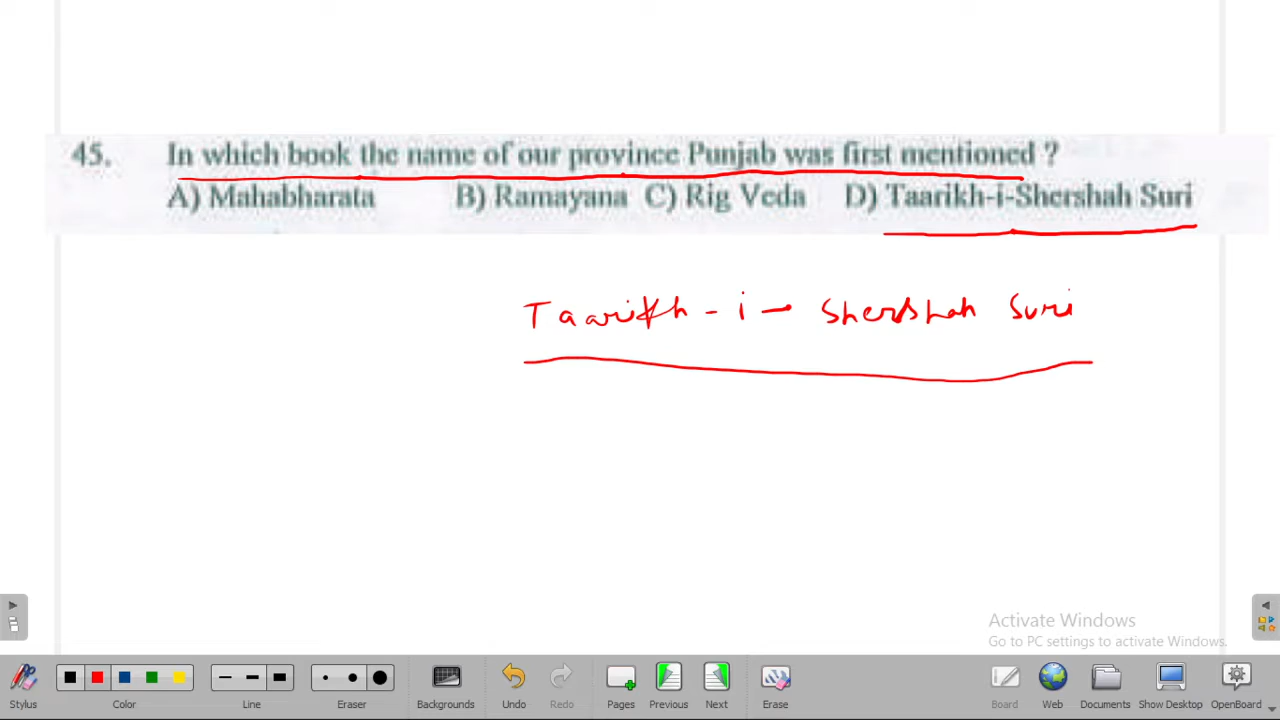 45. In which book the name of our province Punjab was first mentioned ?
A) Mahabharata B) Ramayana C) Rig Veda D) Taarikh-i-Shershah Suri
Taarikh - i - Shershah Suri
Activate Windows
Go to PC settings to activate Windows.
Stylus Color Line Eraser Backgrounds Undo Redo Pages Previous Next Erase Board Web Documents Show Desktop OpenBoard